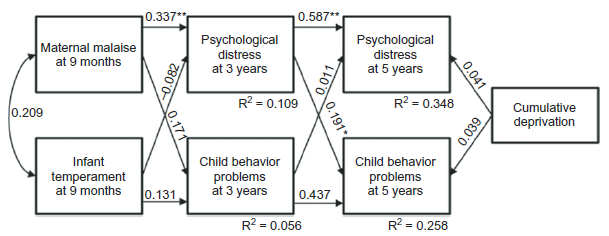 0.337**
0.587**
Maternal malaise
at 9 months
Psychological
distress
at 3 years
Psychological
distress
at 5 years
–0.082
0.011
0.041
R² = 0.109
R² = 0.348
0.209
0.171
0.191*
Cumulative
deprivation
0.039
Infant
temperament
at 9 months
0.131
Child behavior
problems
at 3 years
0.437
Child behavior
problems
at 5 years
R² = 0.056
R² = 0.258